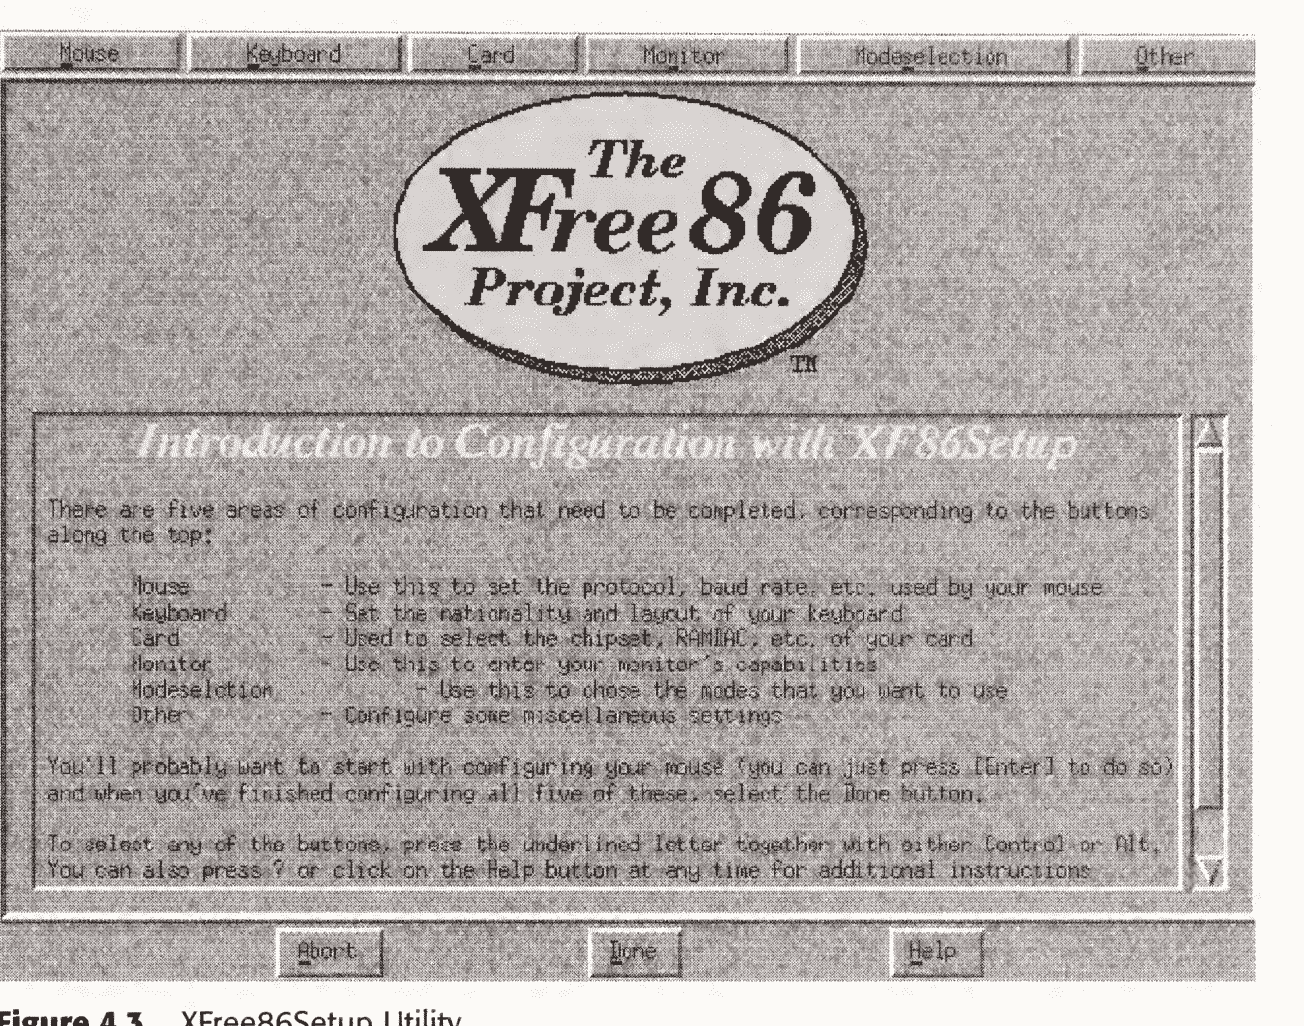 Mouse Keyboard Card Monitor Modeselection Other
The
XFree86
Project, Inc.
TM
Introduction to Configuration with XF86Setup
There are five areas of configuration that need to be completed, corresponding to the buttons
along the top:
Mouse - Use this to set the protocol, baud rate, etc. used by your mouse
Keyboard - Set the nationality and layout of your keyboard
Card - Used to select the chipset, RAMDAC, etc. of your card
Monitor - Use this to enter your monitor's capabilities
Modeselction - Use this to chose the modes that you want to use
Other - Configure some miscellaneous settings
You'll probably want to start with configuring your mouse (you can just press [Enter] to do so)
and when you've finished configuring all five of these, select the Done button.
To select any of the buttons, press the underlined letter together with either Control or Alt.
You can also press ? or click on the Help button at any time for additional instructions
Abort Done Help
Figure 4.3 XFree86Setup Utility